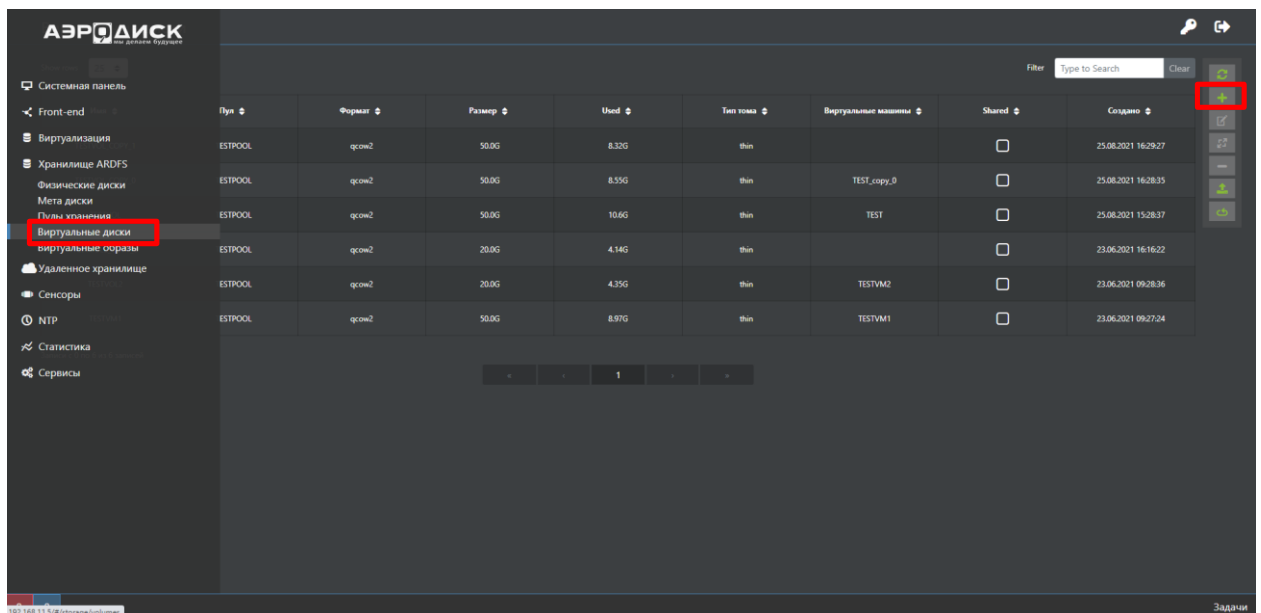 АЭРОДИСК
мы делаем будущее
Filter Type to Search Clear
Системная панель
Front-end
Виртуализация
Хранилище ARDFS
Физические диски
Мета диски
Пулы хранения
Виртуальные диски
Виртуальные образы
Удаленное хранилище
Сенсоры
NTP
Статистика
Сервисы
Пул Формат Размер Used Тип тома Виртуальные машины Shared Создано
ESTPOOL qcow2 50.0G 8.32G thin 25.08.2021 16:29:27
ESTPOOL qcow2 50.0G 8.55G thin TEST_copy_0 25.08.2021 16:28:35
ESTPOOL qcow2 50.0G 10.6G thin TEST 25.08.2021 15:28:37
ESTPOOL qcow2 20.0G 4.14G thin 23.06.2021 16:16:22
ESTPOOL qcow2 20.0G 4.35G thin TESTVM2 23.06.2021 09:28:36
ESTPOOL qcow2 50.0G 8.97G thin TESTVM1 23.06.2021 09:27:24
« ‹ 1 › »
192.168.11.5/#/storage/volumes
Задачи